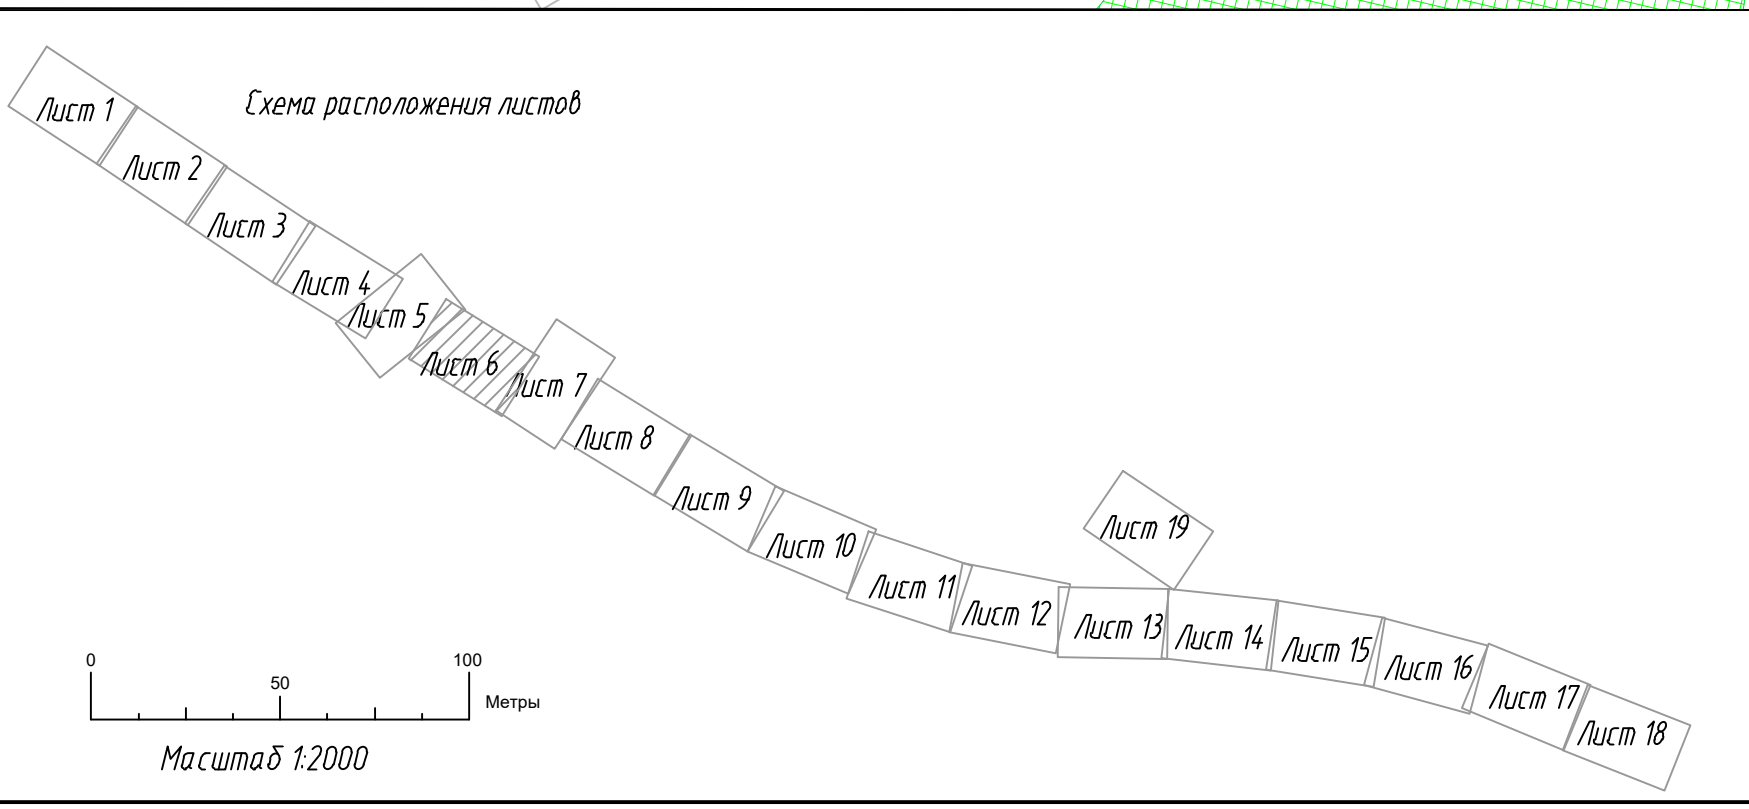 Схема расположения листов
Лист 1
Лист 2
Лист 3
Лист 4
Лист 5
Лист 6
Лист 7
Лист 8
Лист 9
Лист 10
Лист 11
Лист 12
Лист 13
Лист 14
Лист 15
Лист 16
Лист 17
Лист 18
Лист 19
0
50
100
Метры
Масштаб 1:2000